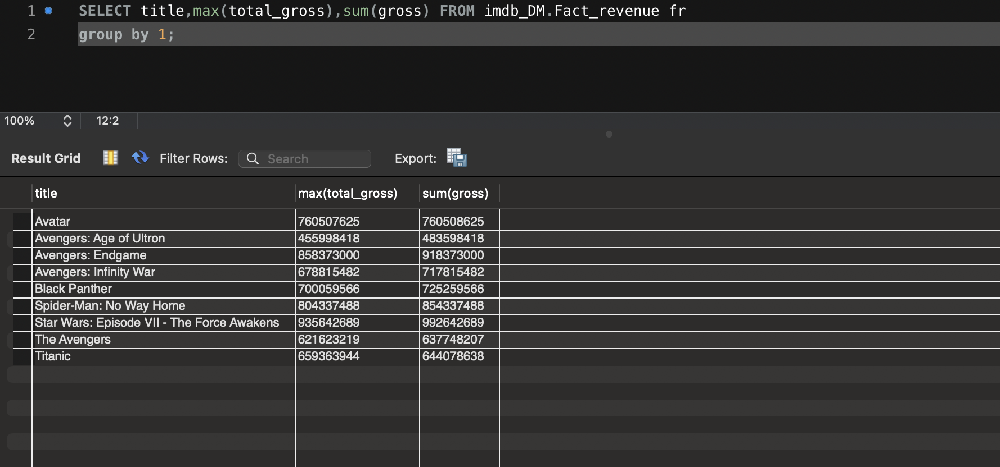 1 SELECT title,max(total_gross),sum(gross) FROM imdb_DM.Fact_revenue fr
2 group by 1;
100% 12:2
Result Grid Filter Rows: Search Export:
title max(total_gross) sum(gross)
Avatar 760507625 760508625
Avengers: Age of Ultron 455998418 483598418
Avengers: Endgame 858373000 918373000
Avengers: Infinity War 678815482 717815482
Black Panther 700059566 725259566
Spider-Man: No Way Home 804337488 854337488
Star Wars: Episode VII - The Force Awakens 935642689 992642689
The Avengers 621623219 637748207
Titanic 659363944 644078638